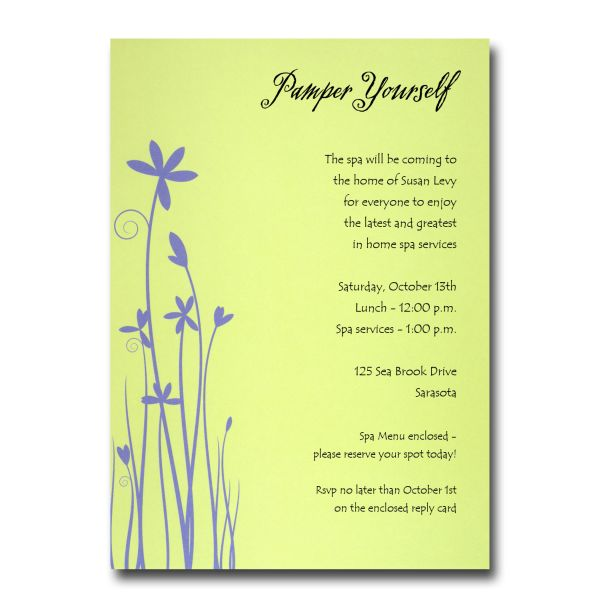 Pamper Yourself
The spa will be coming to
the home of Susan Levy
for everyone to enjoy
the latest and greatest
in home spa services
Saturday, October 13th
Lunch - 12:00 p.m.
Spa services - 1:00 p.m.
125 Sea Brook Drive
Sarasota
Spa Menu enclosed -
please reserve your spot today!
Rsvp no later than October 1st
on the enclosed reply card